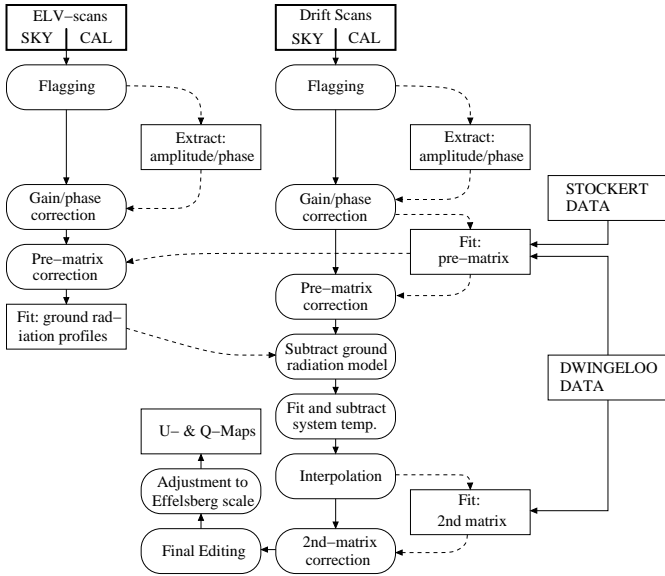 ELV−scans
SKY CAL
Drift Scans
SKY CAL
Flagging
Flagging
Extract:
amplitude/phase
Extract:
amplitude/phase
Gain/phase
correction
Gain/phase
correction
STOCKERT
DATA
Pre−matrix
correction
Fit:
pre−matrix
Pre−matrix
correction
Fit: ground rad−
iation profiles
Subtract ground
radiation model
DWINGELOO
DATA
Fit and subtract
system temp.
U− & Q−Maps
Interpolation
Adjustment to
Effelsberg scale
Fit:
2nd matrix
Final Editing
2nd−matrix
correction